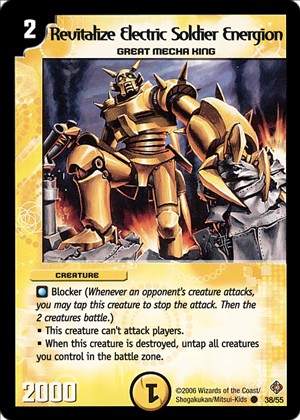 2
Revitalize Electric Soldier Energion
GREAT MECHA KING
CREATURE
Blocker (Whenever an opponent's creature attacks,
you may tap this creature to stop the attack. Then the
2 creatures battle.)
▪ This creature can't attack players.
▪ When this creature is destroyed, untap all creatures
you control in the battle zone.
2000
1
©2006 Wizards of the Coast/
Shogakukan/Mitsui-Kids ● 38/55